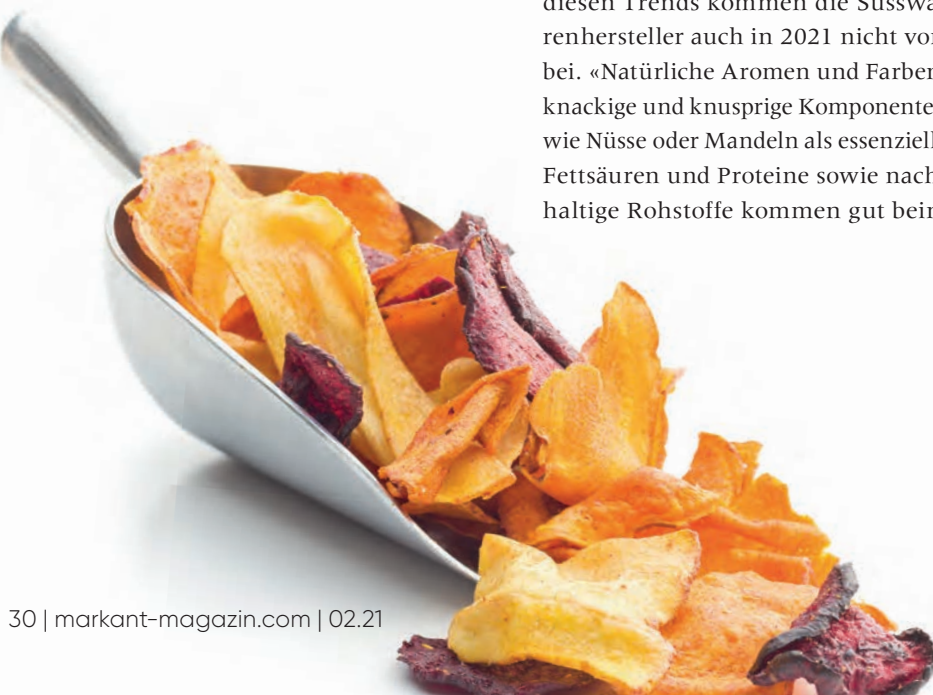 diesen Trends kommen die Süsswa
renhersteller auch in 2021 nicht vor
bei. «Natürliche Aromen und Farben
knackige und knusprige Komponente
wie Nüsse oder Mandeln als essenziell
Fettsäuren und Proteine sowie nach
haltige Rohstoffe kommen gut beim
30 | markant-magazin.com | 02.21